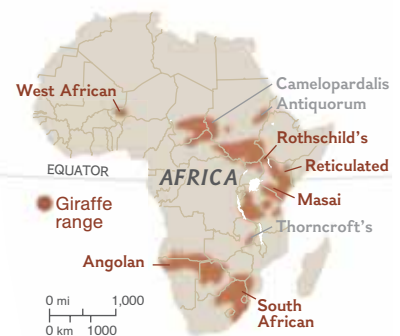 Camelopardalis
Antiquorum
West African
Rothschild's
EQUATOR
AFRICA
Reticulated
Giraffe
range
Masai
Thorncroft's
Angolan
0 mi 1,000
0 km 1000
South
African